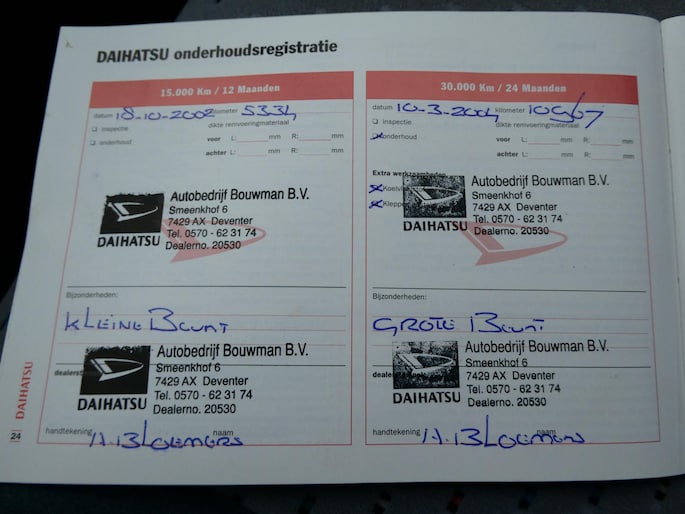 DAIHATSU onderhoudsregistratie
15.000 Km / 12 Maanden
datum 18-10-2002 kilometer 5334
❑ inspectie dikte remvoeringmateriaal
❑ onderhoud voor L: mm R: mm
achter L: mm R: mm
Autobedrijf Bouwman B.V.
Smeenkhof 6
7429 AX Deventer
Tel. 0570 - 62 31 74
DAIHATSU Dealerno. 20530
Bijzonderheden:
KLEINE BEURT
Autobedrijf Bouwman B.V.
Smeenkhof 6
7429 AX Deventer
Tel. 0570 - 62 31 74
DAIHATSU Dealerno. 20530
handtekening naam
A. BLOEMERS
30.000 Km / 24 Maanden
datum 10-3-2004 kilometer
❑ inspectie dikte remvoeringmateriaal
onderhoud voor L: mm R: mm
achter L: mm R: mm
Extra werkzaamheden
Autobedrijf Bouwman B.V.
Smeenkhof 6
7429 AX Deventer
Tel. 0570 - 62 31 74
DAIHATSU Dealerno. 20530
Bijzonderheden:
GROTE BEURT
Autobedrijf Bouwman B.V.
Smeenkhof 6
7429 AX Deventer
Tel. 0570 - 62 31 74
DAIHATSU Dealerno. 20530
handtekening naam
A. BLOEMERS
DAIHATSU
24